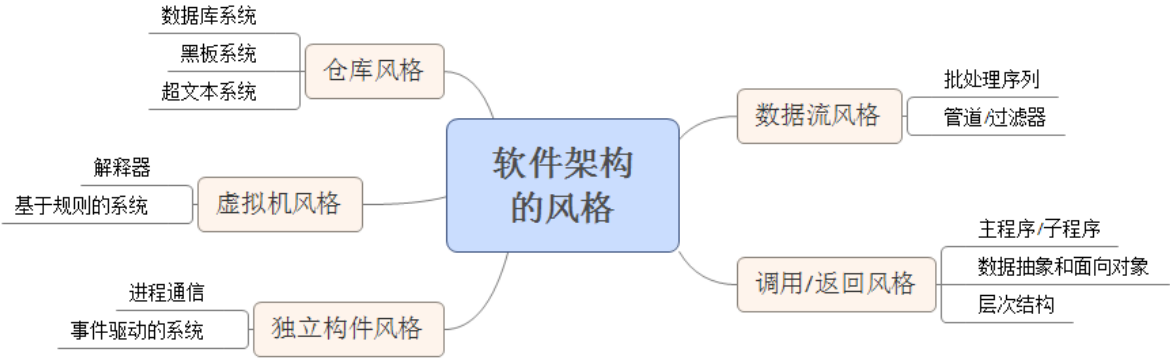 软件架构
的风格
数据流风格
批处理序列
管道/过滤器
调用/返回风格
主程序/子程序
数据抽象和面向对象
层次结构
仓库风格
数据库系统
黑板系统
超文本系统
虚拟机风格
解释器
基于规则的系统
独立构件风格
进程通信
事件驱动的系统